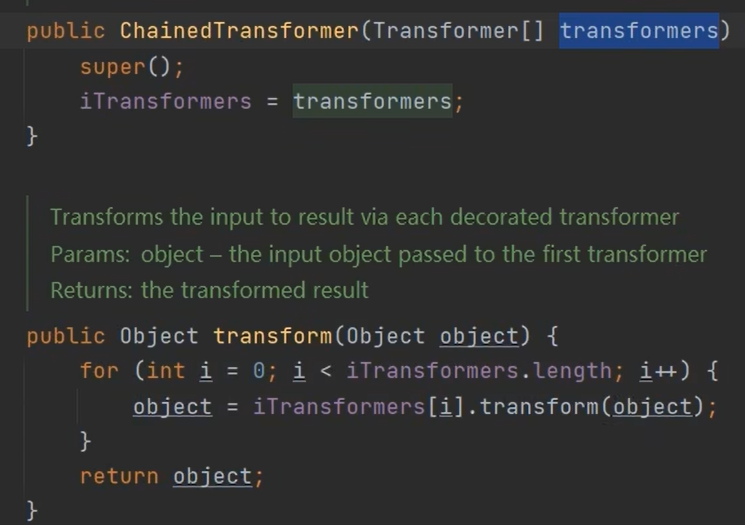 public ChainedTransformer(Transformer[] transformers)
super();
iTransformers = transformers;
}
Transforms the input to result via each decorated transformer
Params: object – the input object passed to the first transformer
Returns: the transformed result
public Object transform(Object object) {
for (int i = 0; i < iTransformers.length; i++) {
object = iTransformers[i].transform(object);
}
return object;
}